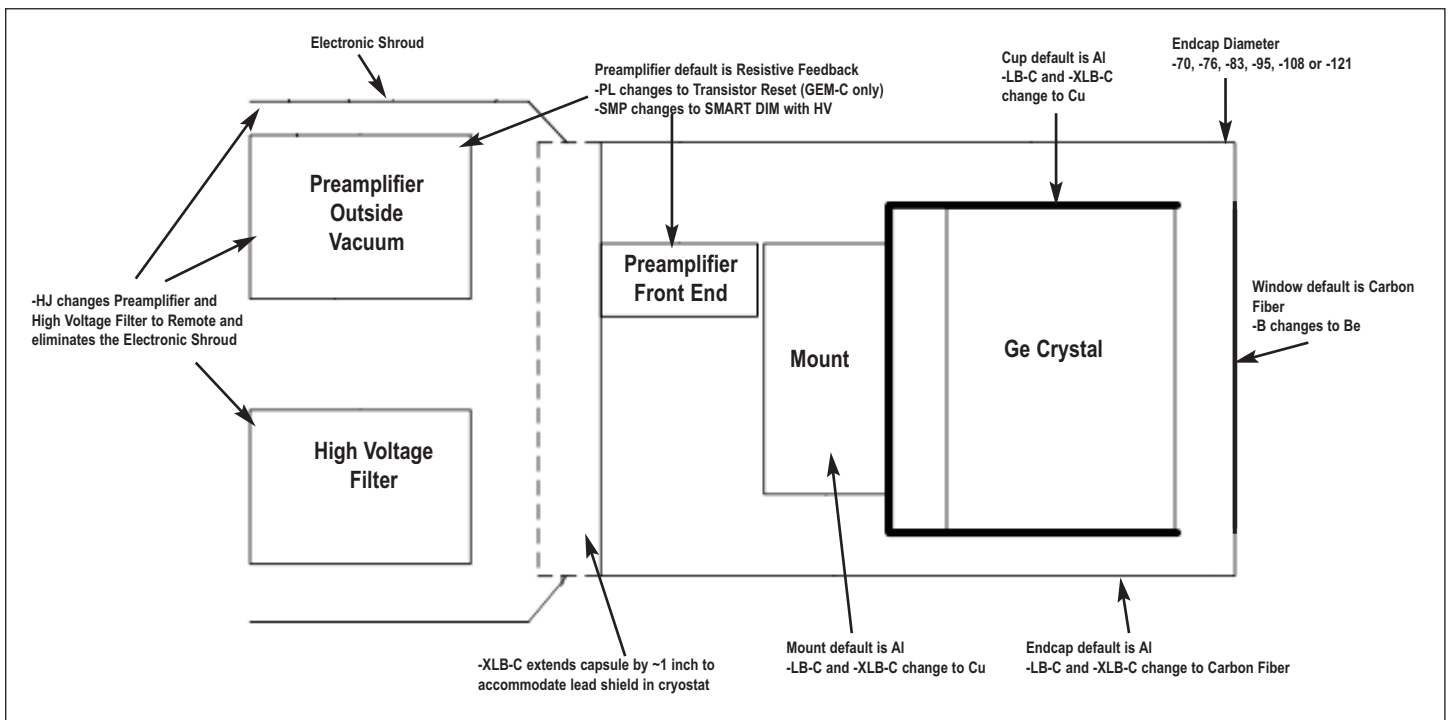 Electronic Shroud
Preamplifier default is Resistive Feedback
-PL changes to Transistor Reset (GEM-C only)
-SMP changes to SMART DIM with HV
Cup default is Al
-LB-C and -XLB-C
change to Cu
Endcap Diameter
-70, -76, -83, -95, -108 or -121
Preamplifier
Outside
Vacuum
Preamplifier
Front End
-HJ changes Preamplifier and
High Voltage Filter to Remote and
eliminates the Electronic Shroud
Mount
Ge Crystal
Window default is Carbon
Fiber
-B changes to Be
High Voltage
Filter
-XLB-C extends capsule by ~1 inch to
accommodate lead shield in cryostat
Mount default is Al
-LB-C and -XLB-C change to Cu
Endcap default is Al
-LB-C and -XLB-C change to Carbon Fiber